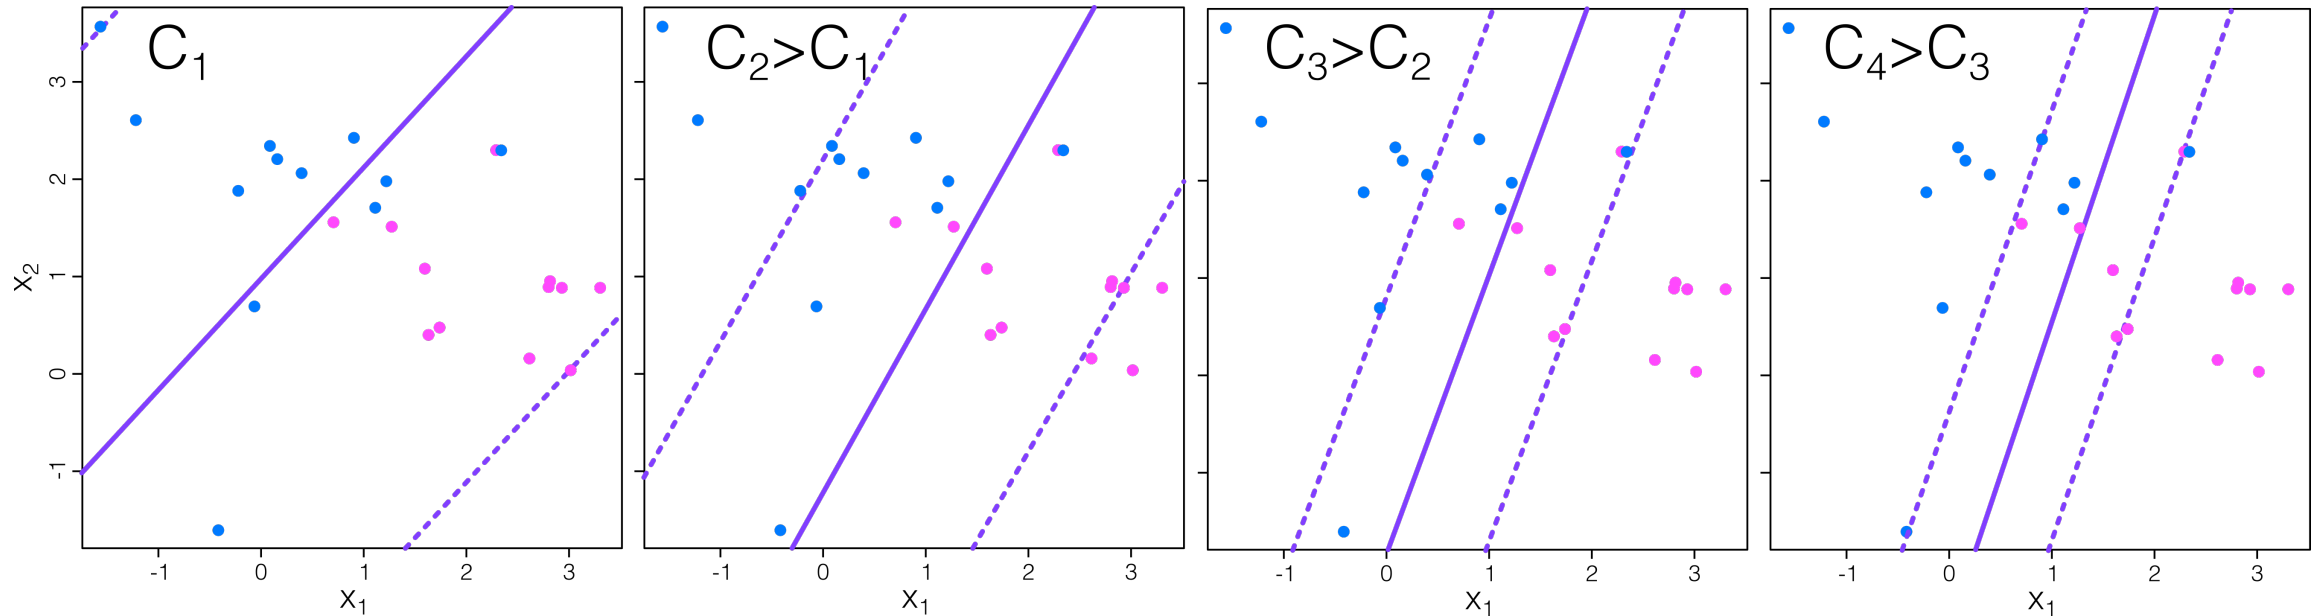 C₁
C₂>C₁
C₃>C₂
C₄>C₃
3
2
1
0
-1
X₂
-1 0 1 2 3
-1 0 1 2 3
-1 0 1 2 3
-1 0 1 2 3
X₁
X₁
X₁
X₁